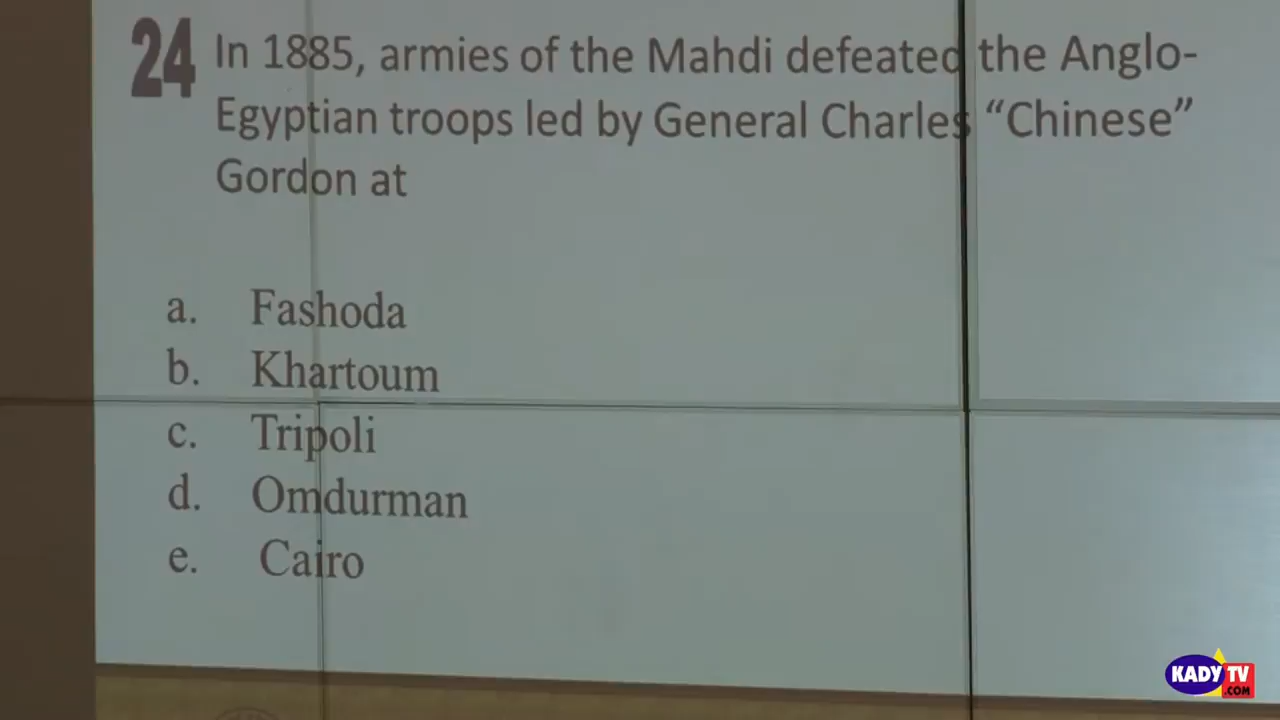 24 In 1885, armies of the Mahdi defeated the Anglo-
Egyptian troops led by General Charles “Chinese”
Gordon at
a. Fashoda
b. Khartoum
c. Tripoli
d. Omdurman
e. Cairo
KADY TV
.COM